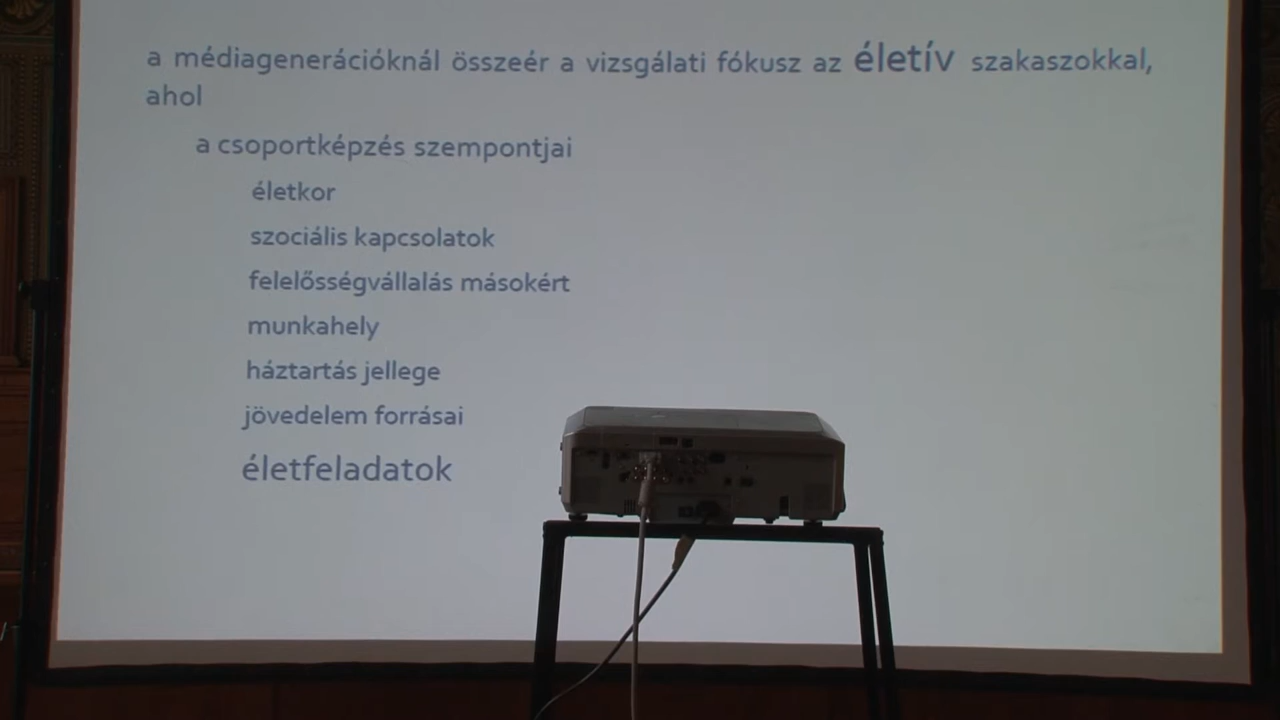 a médiagenerációknál összeér a vizsgálati fókusz az életív szakaszokkal,
ahol
a csoportképzés szempontjai
életkor
szociális kapcsolatok
felelősségvállalás másokért
munkahely
háztartás jellege
jövedelem forrásai
életfeladatok